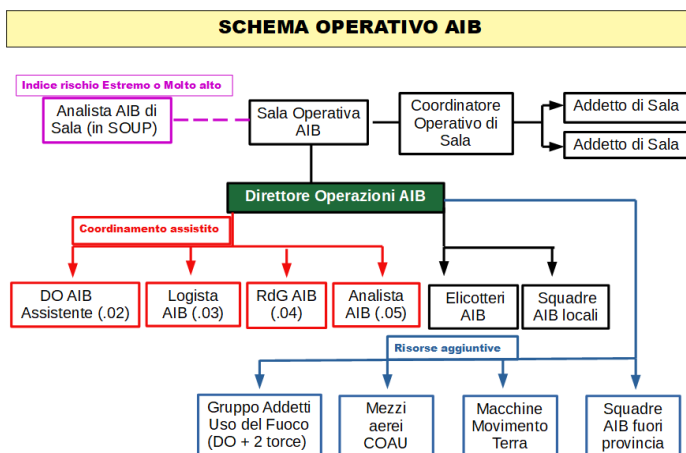 SCHEMA OPERATIVO AIB
Indice rischio Estremo o Molto alto
Analista AIB di
Sala (in SOUP)
Sala Operativa
AIB
Coordinatore
Operativo di
Sala
Addetto di Sala
Addetto di Sala
Direttore Operazioni AIB
Coordinamento assistito
DO AIB
Assistente (.02)
Logista
AIB (.03)
RdG AIB
(.04)
Analista
AIB (.05)
Elicotteri
AIB
Squadre
AIB locali
Risorse aggiuntive
Gruppo Addetti
Uso del Fuoco
(DO + 2 torce)
Mezzi
aerei
COAU
Macchine
Movimento
Terra
Squadre
AIB fuori
provincia